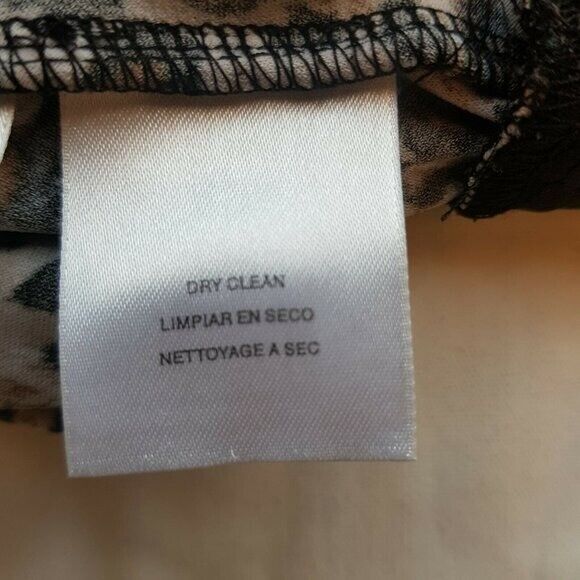 DRY CLEAN
LIMPIAR EN SECO
NETTOYAGE A SEC